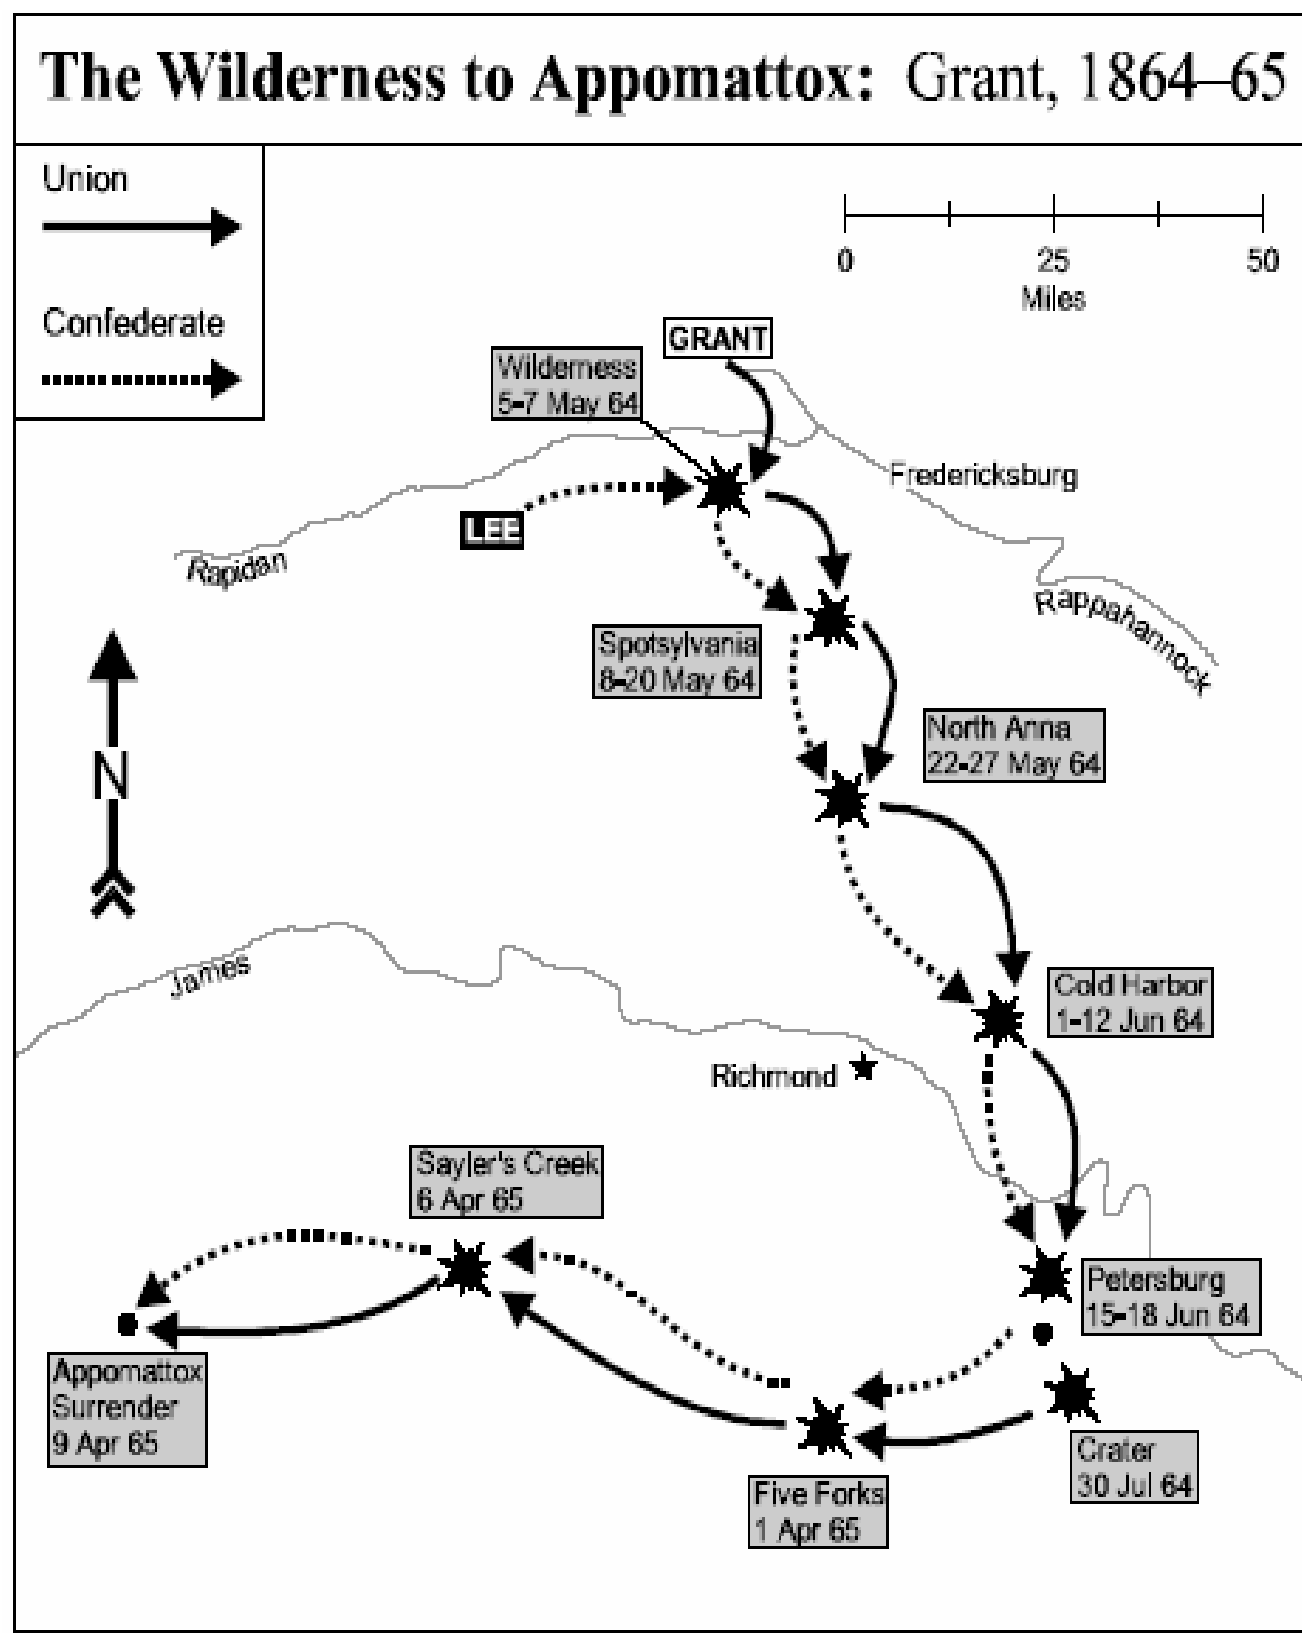 The Wilderness to Appomattox: Grant, 1864–65
Union
Confederate
0
25
50
Miles
GRANT
Wilderness
5-7 May 64
Fredericksburg
LEE
Rapidan
Rappahannock
Spotsylvania
8-20 May 64
N
North Anna
22-27 May 64
James
Cold Harbor
1-12 Jun 64
Richmond
Sayler's Creek
6 Apr 65
Petersburg
15-18 Jun 64
Appomattox
Surrender
9 Apr 65
Crater
30 Jul 64
Five Forks
1 Apr 65